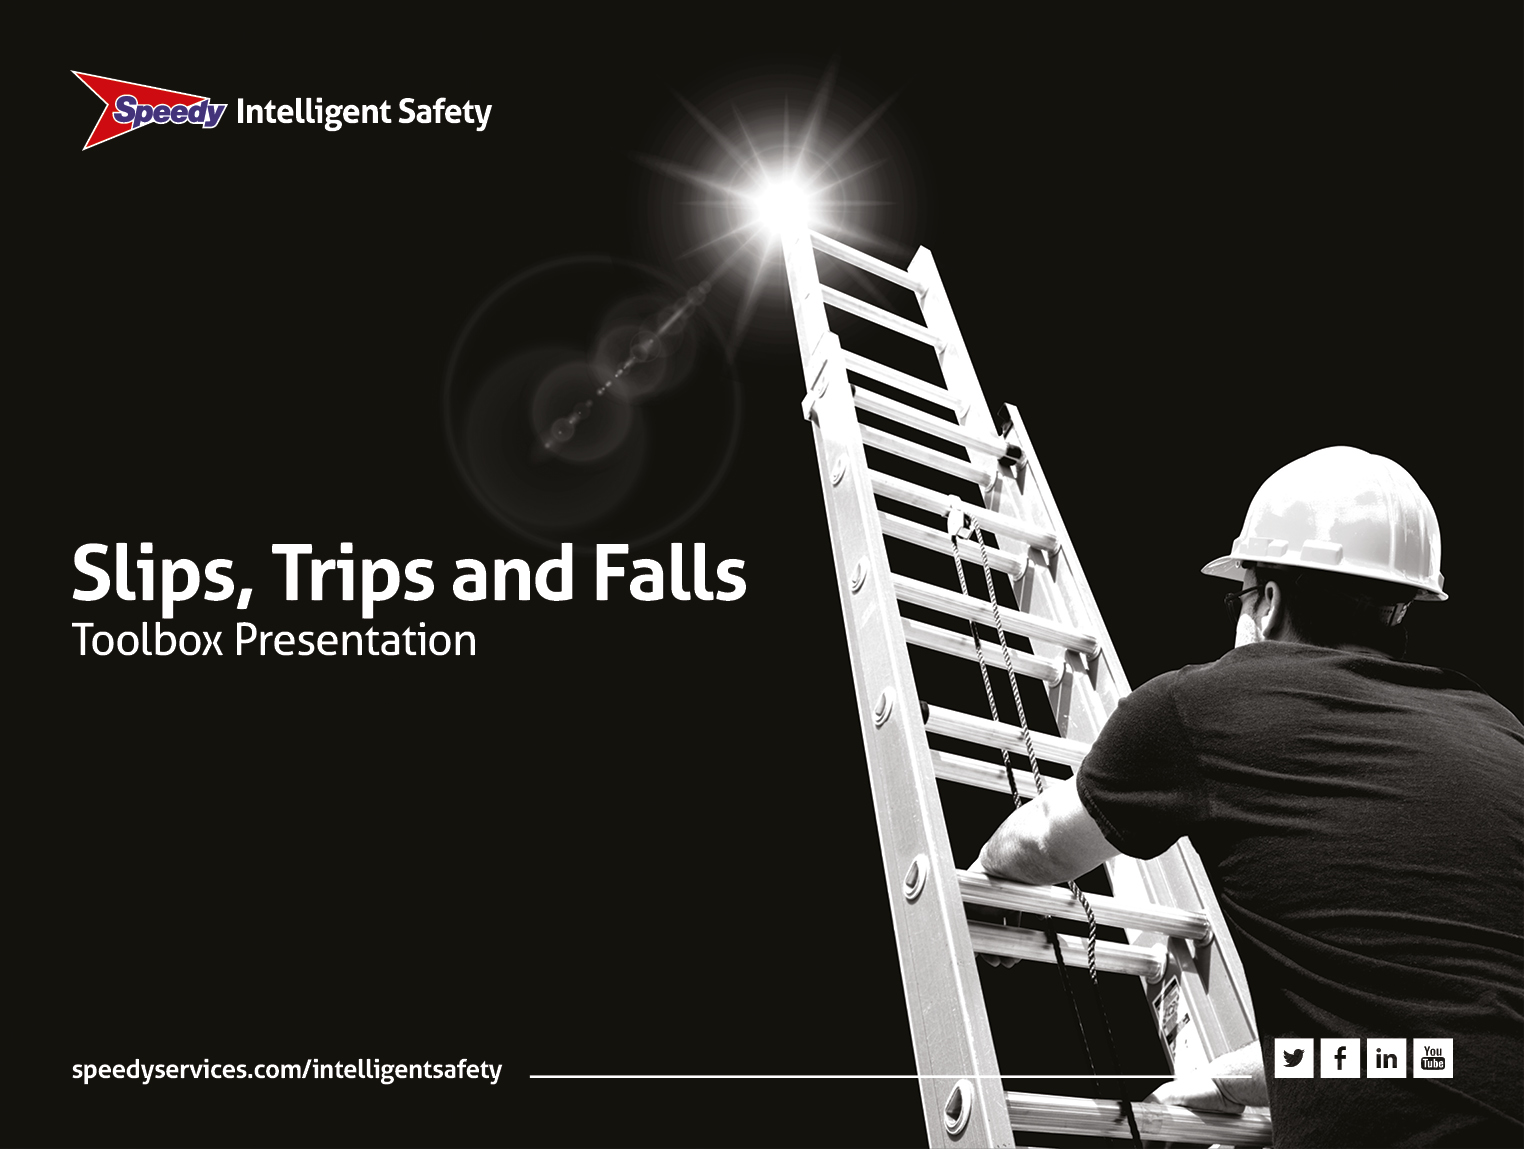 Speedy Intelligent Safety
Slips, Trips and Falls
Toolbox Presentation
speedyservices.com/intelligentsafety
You
Tube